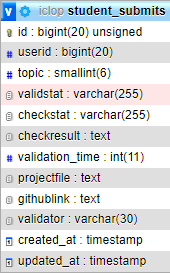 v iclop student_submits
id : bigint(20) unsigned
userid : bigint(20)
topic : smallint(6)
validstat : varchar(255)
checkstat : varchar(255)
checkresult : text
validation_time : int(11)
projectfile : text
githublink : text
validator : varchar(30)
created_at : timestamp
updated_at : timestamp